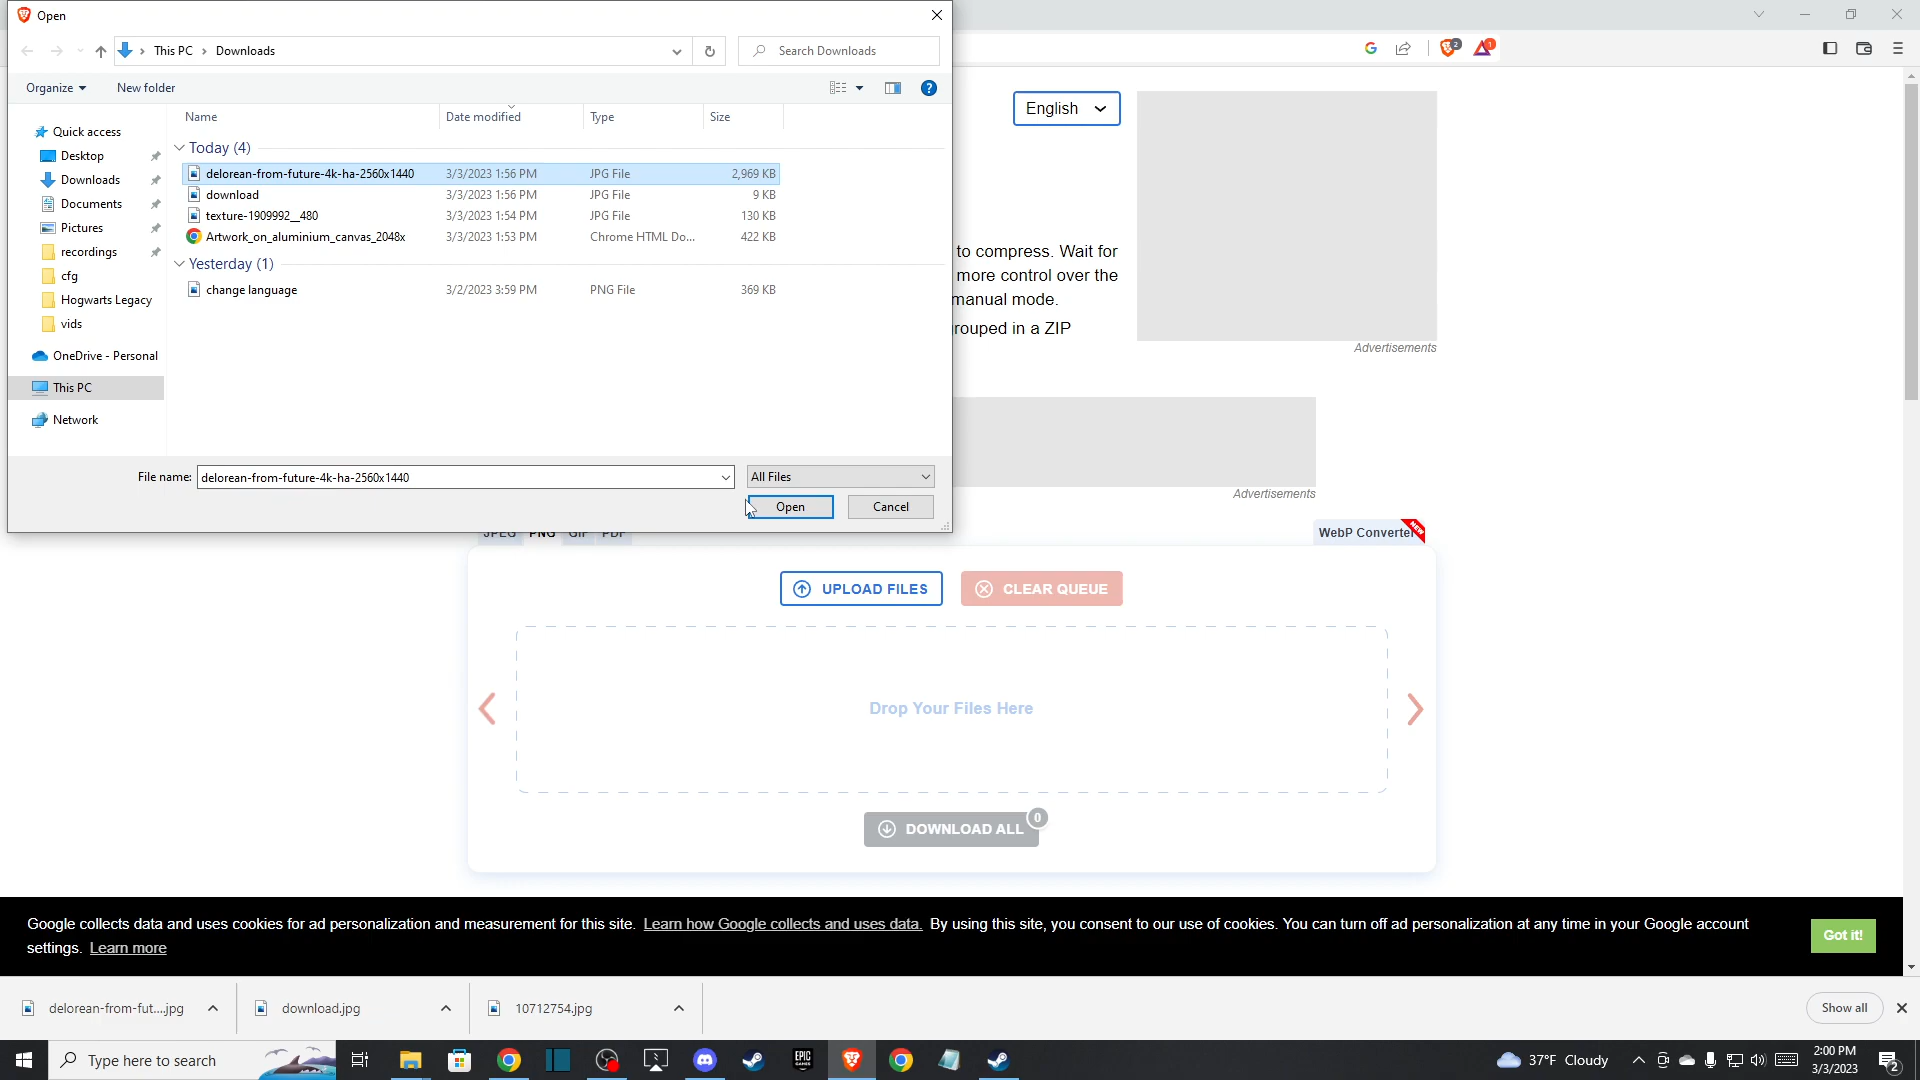 Open
This PC
Downloads
Search Downloads
Organize
New folder
Name
Date modified
Type
Size
Quick access
Desktop
Downloads
Documents
Pictures
recordings
cfg
Hogwarts Legacy
vids
OneDrive - Personal
This PC
Network
Today (4)
delorean-from-future-4k-ha-2560x1440 3/3/2023 1:56 PM JPG File 2,969 KB
download 3/3/2023 1:56 PM JPG File 9 KB
texture-1909992__480 3/3/2023 1:54 PM JPG File 130 KB
Artwork_on_aluminium_canvas_2048x 3/3/2023 1:53 PM Chrome HTML Do... 422 KB
Yesterday (1)
change language 3/2/2023 3:59 PM PNG File 369 KB
File name: delorean-from-future-4k-ha-2560x1440
All Files
Open
Cancel
2
1
English
to compress. Wait for
more control over the
manual mode.
rouped in a ZIP
Advertisements
Advertisements
JPEG PNG GIF PDF
WebP Converter
NEW
UPLOAD FILES
CLEAR QUEUE
Drop Your Files Here
DOWNLOAD ALL
0
Google collects data and uses cookies for ad personalization and measurement for this site. Learn how Google collects and uses data. By using this site, you consent to our use of cookies. You can turn off ad personalization at any time in your Google account
settings. Learn more
Got it!
delorean-from-fut....jpg
download.jpg
10712754.jpg
Show all
Type here to search
EPIC
GAMES
37°F Cloudy
2:00 PM
3/3/2023
2